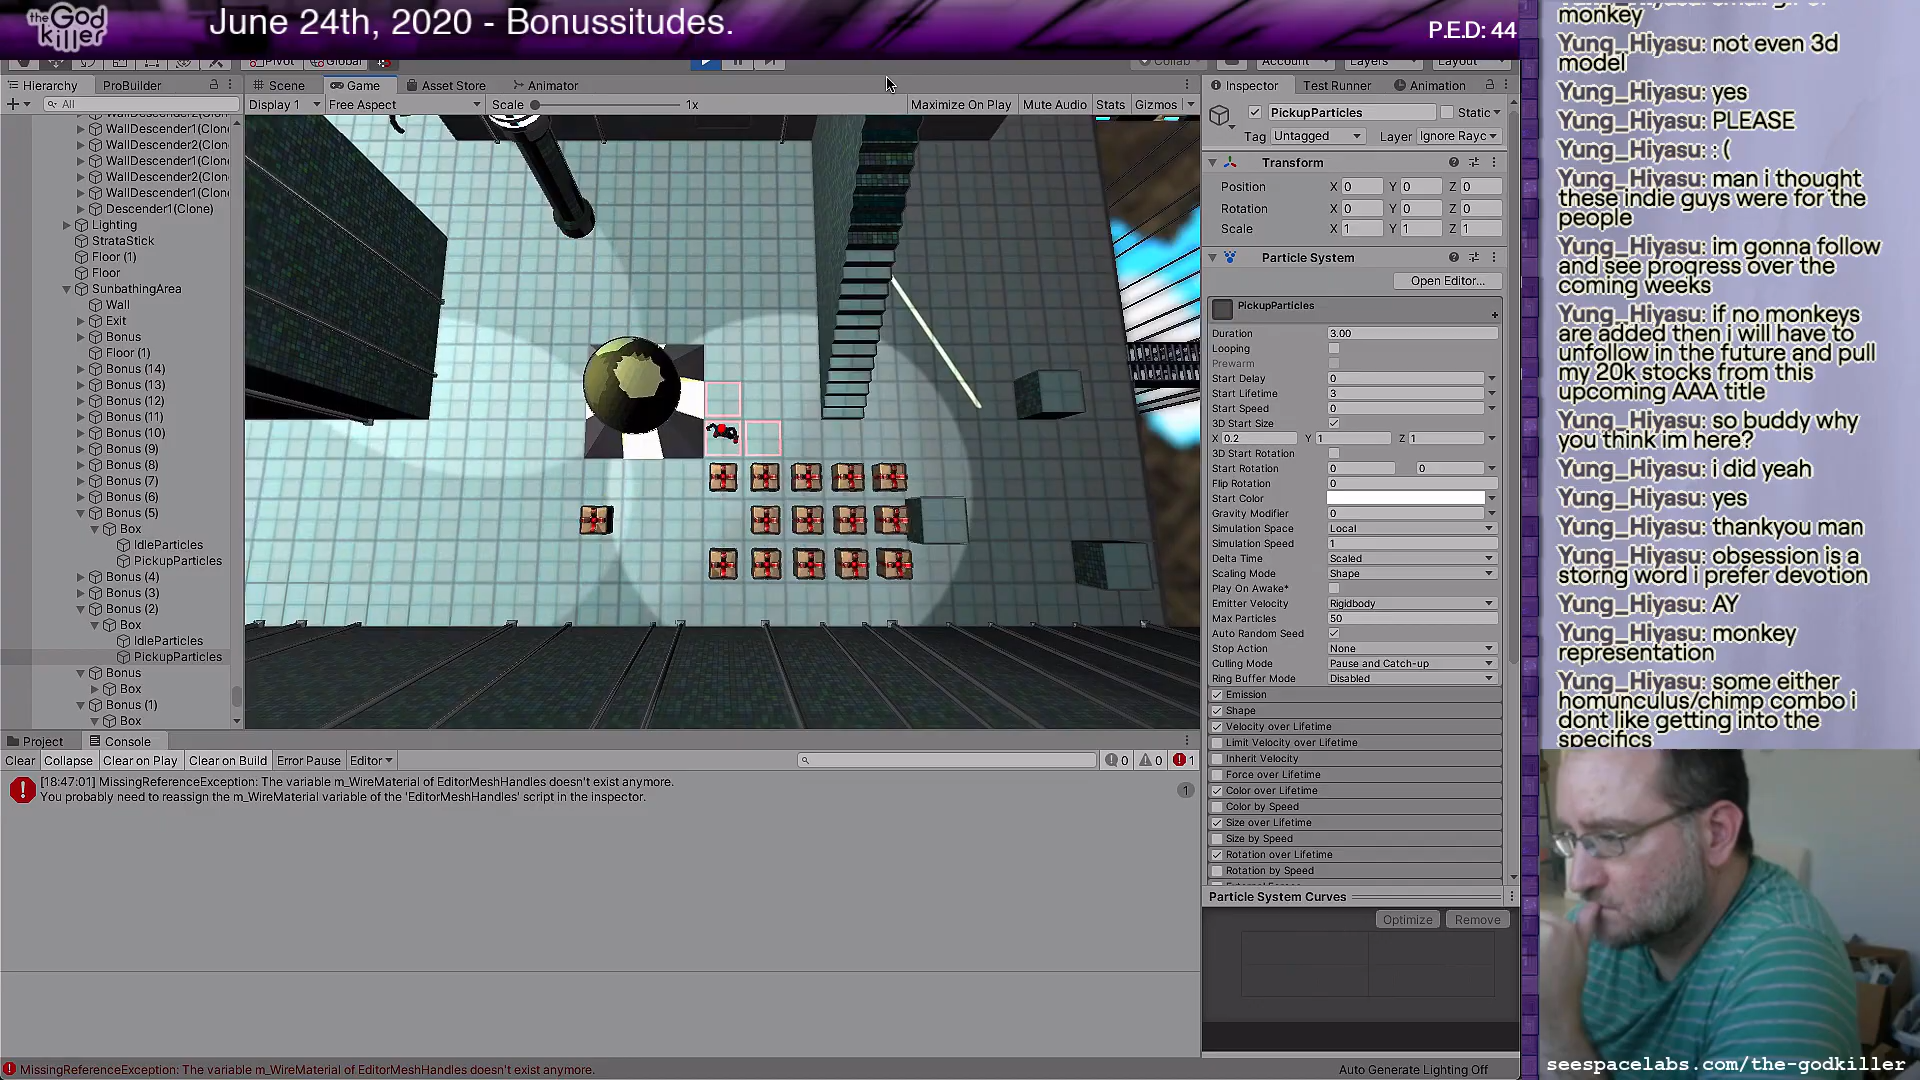 the God killer
June 24th, 2020 - Bonussitudes.
P.E.D: 44
Pivot
Global
Collab
Account
Layers
Layout
Hierarchy
ProBuilder
Scene
Game
Asset Store
Animator
Inspector
Test Runner
Animation
All
Display 1
Free Aspect
Scale
1x
Maximize On Play
Mute Audio
Stats
Gizmos
WallDescender2(Clone
WallDescender1(Clon
WallDescender2(Clon
WallDescender1(Clon
WallDescender2(Clon
WallDescender1(Clon
Descender1(Clone)
Lighting
StrataStick
Floor (1)
Floor
SunbathingArea
Wall
Exit
Bonus
Floor (1)
Bonus (14)
Bonus (13)
Bonus (12)
Bonus (11)
Bonus (10)
Bonus (9)
Bonus (8)
Bonus (7)
Bonus (6)
Bonus (5)
Box
IdleParticles
PickupParticles
Bonus (4)
Bonus (3)
Bonus (2)
Box
IdleParticles
PickupParticles
Bonus
Box
Bonus (1)
Box
PickupParticles
Static
Tag
Untagged
Layer
Ignore Rayc
Transform
Position X 0 Y 0 Z 0
Rotation X 0 Y 0 Z 0
Scale X 1 Y 1 Z 1
Particle System
Open Editor...
PickupParticles
Duration 3.00
Looping
Prewarm
Start Delay 0
Start Lifetime 3
Start Speed 0
3D Start Size
X 0.2 Y 1 Z 1
3D Start Rotation
Start Rotation 0 0
Flip Rotation 0
Start Color
Gravity Modifier 0
Simulation Space Local
Simulation Speed 1
Delta Time Scaled
Scaling Mode Shape
Play On Awake*
Emitter Velocity Rigidbody
Max Particles 50
Auto Random Seed
Stop Action None
Culling Mode Pause and Catch-up
Ring Buffer Mode Disabled
Emission
Shape
Velocity over Lifetime
Limit Velocity over Lifetime
Inherit Velocity
Force over Lifetime
Color over Lifetime
Color by Speed
Size over Lifetime
Size by Speed
Rotation over Lifetime
Rotation by Speed
Particle System Curves
Optimize
Remove
Project
Console
Clear
Collapse
Clear on Play
Clear on Build
Error Pause
Editor
0
0
1
[18:47:01] MissingReferenceException: The variable m_WireMaterial of EditorMeshHandles doesn't exist anymore.
You probably need to reassign the m_WireMaterial variable of the 'EditorMeshHandles' script in the inspector.
1
MissingReferenceException: The variable m_WireMaterial of EditorMeshHandles doesn't exist anymore.
Auto Generate Lighting Off
monkey
Yung_Hiyasu: not even 3d
model
Yung_Hiyasu: yes
Yung_Hiyasu: PLEASE
Yung_Hiyasu: : (
Yung_Hiyasu: man i thought
these indie guys were for the
people
Yung_Hiyasu: im gonna follow
and see progress over the
coming weeks
Yung_Hiyasu: if no monkeys
are added then i will have to
unfollow in the future and pull
my 20k stocks from this
upcoming AAA title
Yung_Hiyasu: so buddy why
you think im here?
Yung_Hiyasu: i did yeah
Yung_Hiyasu: yes
Yung_Hiyasu: thankyou man
Yung_Hiyasu: obsession is a
storng word i prefer devotion
Yung_Hiyasu: AY
Yung_Hiyasu: monkey
representation
Yung_Hiyasu: some either
homunculus/chimp combo i
dont like getting into the
specifics
seespacelabs.com/the-godkiller